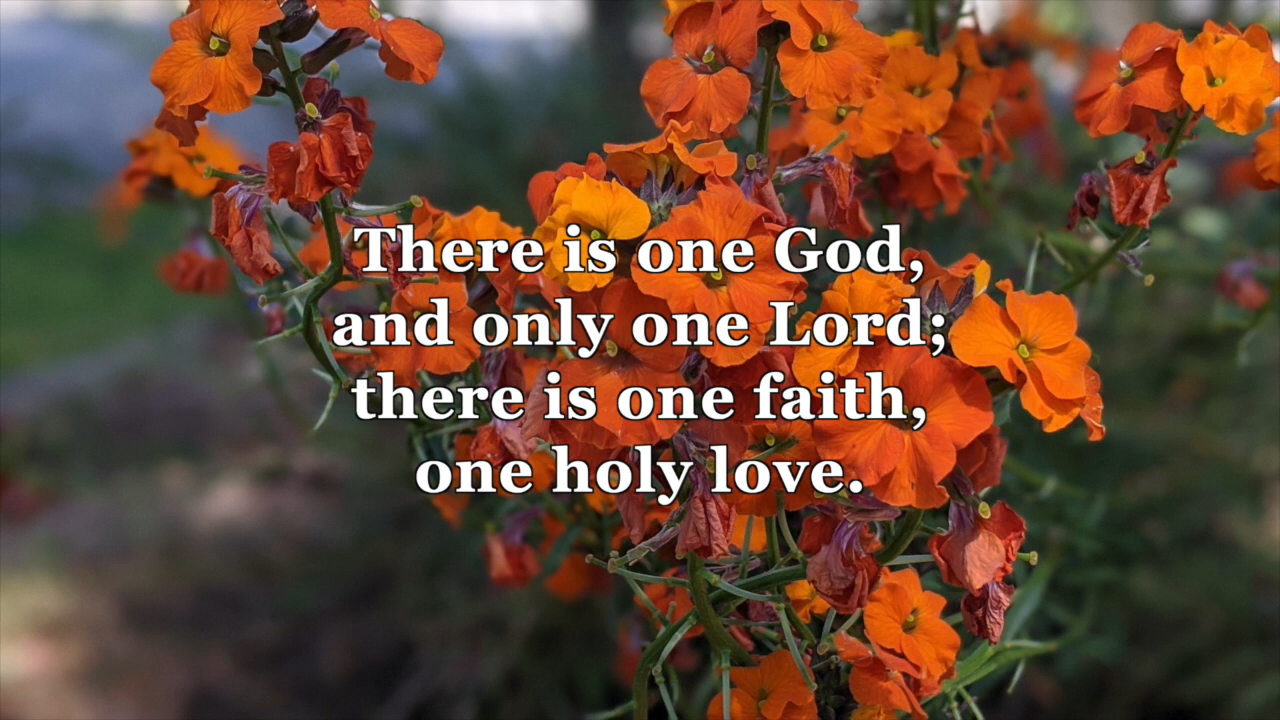 There is one God,
and only one Lord;
there is one faith,
one holy love.